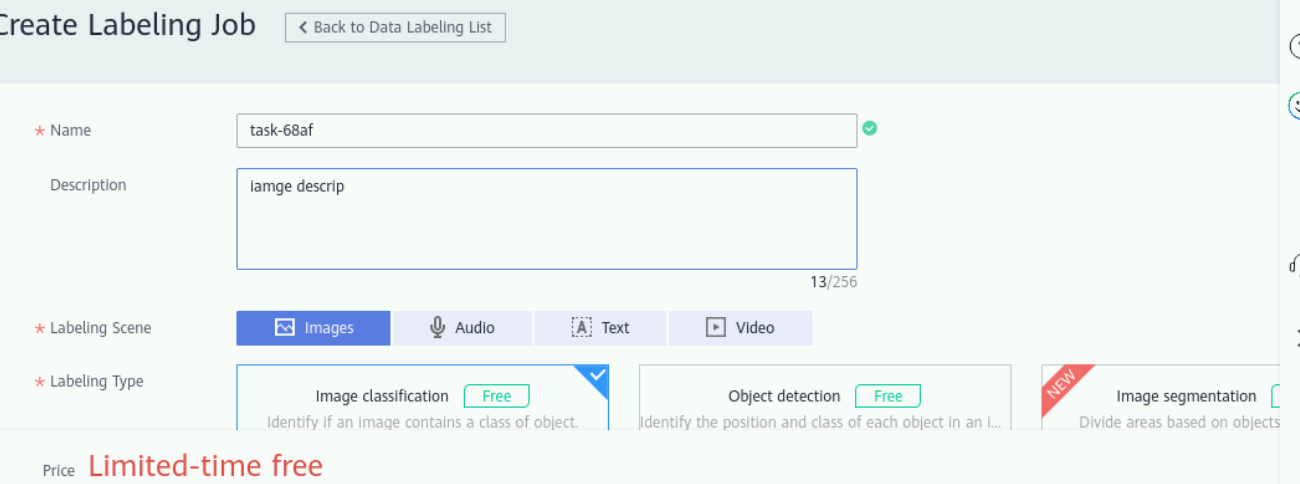 Create Labeling Job
Back to Data Labeling List
* Name
task-68af
Description
iamge descrip
13/256
* Labeling Scene
Images
Audio
Text
Video
* Labeling Type
Image classification Free
Identify if an image contains a class of object.
Object detection Free
Identify the position and class of each object in an i...
NEW
Image segmentation
Divide areas based on objects
Price Limited-time free